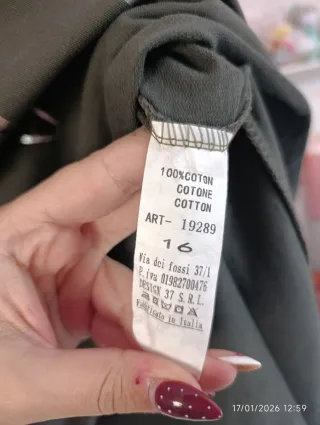 100%COTON
COTONE
COTTON
ART- 19289
16
Via dei fossi 37/1
P.iva 01982700476
DESIGN 37 S.R.L.
Fabbricato in Italia
17/01/2026 12:59